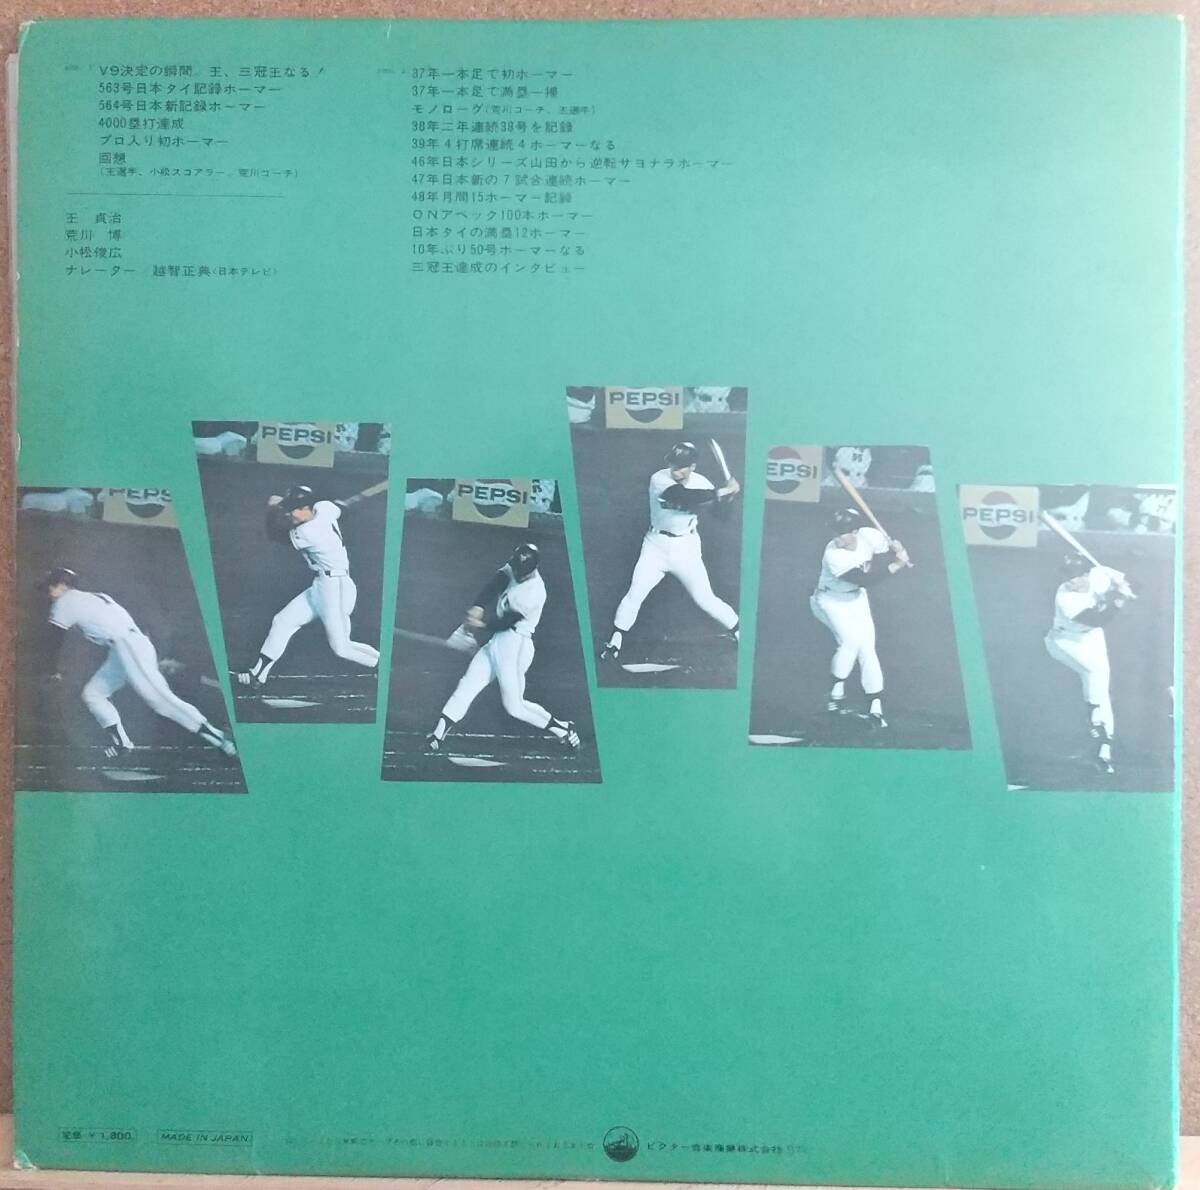 V9決定の瞬間。王、三冠王なる!
563号日本タイ記録ホーマー
564号日本新記録ホーマー
4000塁打達成
プロ入り初ホーマー
回想
(王選手、小松スコアラー、荒川コーチ)
王 貞治
荒川 博
小松俊広
ナレーター 越智正典(日本テレビ)
37年一本足で初ホーマー
37年一本足で満塁一掃
モノローグ(荒川コーチ、王選手)
38年二年連続38号を記録
39年4打席連続4ホーマーなる
46年日本シリーズ山田から逆転サヨナラホーマー
47年日本新の7試合連続ホーマー
48年月間15ホーマー記録
ONアベック100本ホーマー
日本タイの満塁12ホーマー
10年ぶり50号ホーマーなる
三冠王達成のインタビュー
PEPSI
PEPSI
PEPSI
PEPSI
EPSI
PEPSI
定価 ¥1,800.
MADE IN JAPAN
ビクター音楽産業株式会社